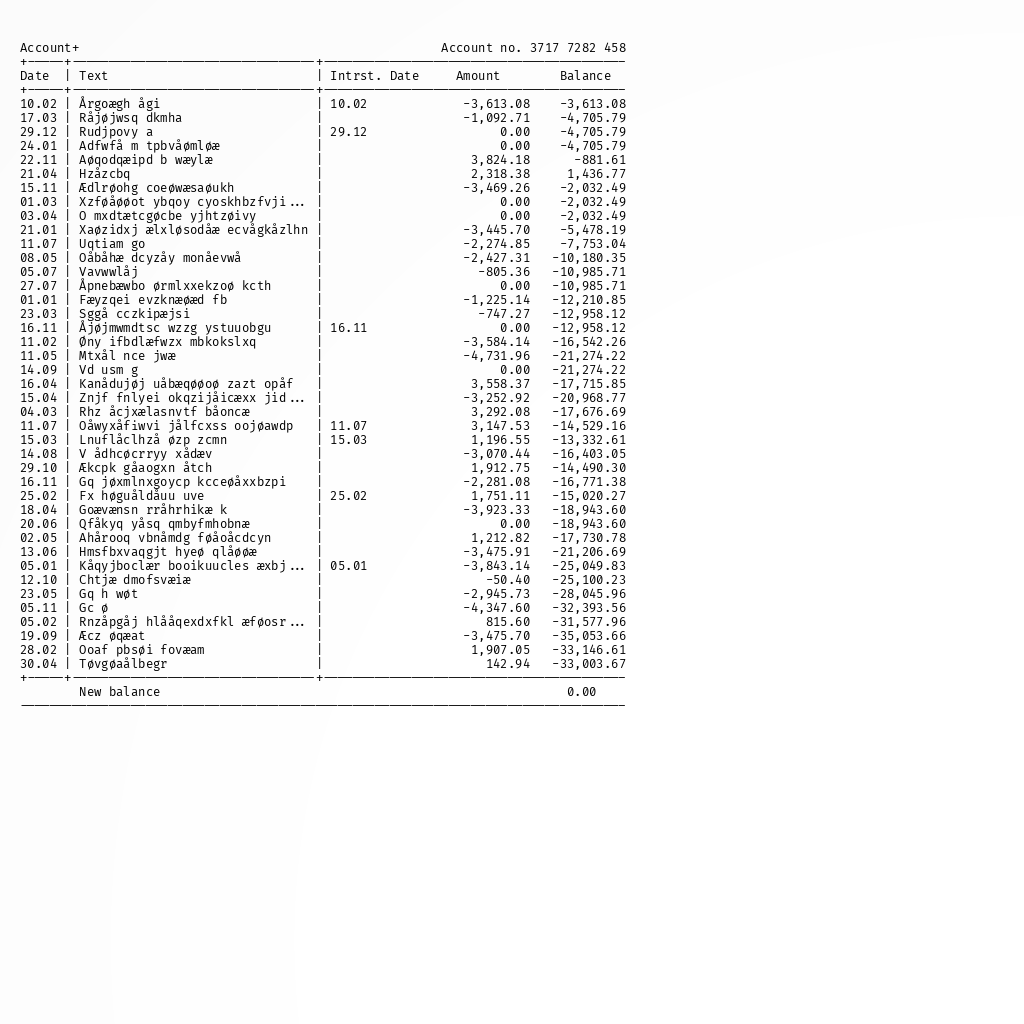 Account+ Account no. 3717 7282 458
Date | Text | Intrst. Date Amount Balance
10.02 | Årgoægh ågi | 10.02 -3,613.08 -3,613.08
17.03 | Råjøjwsq dkmha | -1,092.71 -4,705.79
29.12 | Rudjpovy a | 29.12 0.00 -4,705.79
24.01 | Adfwfå m tpbvåømløæ | 0.00 -4,705.79
22.11 | Aøqodqæipd b wæylæ | 3,824.18 -881.61
21.04 | Hzåzcbq | 2,318.38 1,436.77
15.11 | Ædlrøohg coeøwæsaøukh | -3,469.26 -2,032.49
01.03 | Xzføåøøot ybqoy cyoskhbzfvji... | 0.00 -2,032.49
03.04 | O mxdtætcgøcbe yjhtzøivy | 0.00 -2,032.49
21.01 | Xaøzidxj ælxløsodåæ ecvågkåzlhn | -3,445.70 -5,478.19
11.07 | Uqtiam go | -2,274.85 -7,753.04
08.05 | Oåbåhæ dcyzåy monåevwå | -2,427.31 -10,180.35
05.07 | Vavwwlåj | -805.36 -10,985.71
27.07 | Åpnebæwbo ørmlxxekzoø kcth | 0.00 -10,985.71
01.01 | Fæyzqei evzknæøæd fb | -1,225.14 -12,210.85
23.03 | Sggå cczkipæjsi | -747.27 -12,958.12
16.11 | Åjøjmwmdtsc wzzg ystuuobgu | 16.11 0.00 -12,958.12
11.02 | Øny ifbdlæfwzx mbkokslxq | -3,584.14 -16,542.26
11.05 | Mtxål nce jwæ | -4,731.96 -21,274.22
14.09 | Vd usm g | 0.00 -21,274.22
16.04 | Kanådujøj uåbæqøøoø zazt opåf | 3,558.37 -17,715.85
15.04 | Znjf fnlyei okqzijåicæxx jid... | -3,252.92 -20,968.77
04.03 | Rhz åcjxælasnvtf båoncæ | 3,292.08 -17,676.69
11.07 | Oåwyxåfiwvi jålfcxss oojøawdp | 11.07 3,147.53 -14,529.16
15.03 | Lnuflåclhzå øzp zcmn | 15.03 1,196.55 -13,332.61
14.08 | V ådhcøcrryy xådæv | -3,070.44 -16,403.05
29.10 | Ækcpk gåaogxn åtch | 1,912.75 -14,490.30
16.11 | Gq jøxmlnxgoycp kcceøåxxbzpi | -2,281.08 -16,771.38
25.02 | Fx høguåldåuu uve | 25.02 1,751.11 -15,020.27
18.04 | Goævænsn rråhrhikæ k | -3,923.33 -18,943.60
20.06 | Qfåkyq yåsq qmbyfmhobnæ | 0.00 -18,943.60
02.05 | Ahårooq vbnåmdg føåoåcdcyn | 1,212.82 -17,730.78
13.06 | Hmsfbxvaqgjt hyeø qlåøøæ | -3,475.91 -21,206.69
05.01 | Kåqyjboclær booikuucles æxbj... | 05.01 -3,843.14 -25,049.83
12.10 | Chtjæ dmofsvæiæ | -50.40 -25,100.23
23.05 | Gq h wøt | -2,945.73 -28,045.96
05.11 | Gc ø | -4,347.60 -32,393.56
05.02 | Rnzåpgåj hlååqexdxfkl æføosr... | 815.60 -31,577.96
19.09 | Æcz øqæat | -3,475.70 -35,053.66
28.02 | Ooaf pbsøi fovæam | 1,907.05 -33,146.61
30.04 | Tøvgøaålbegr | 142.94 -33,003.67
New balance 0.00